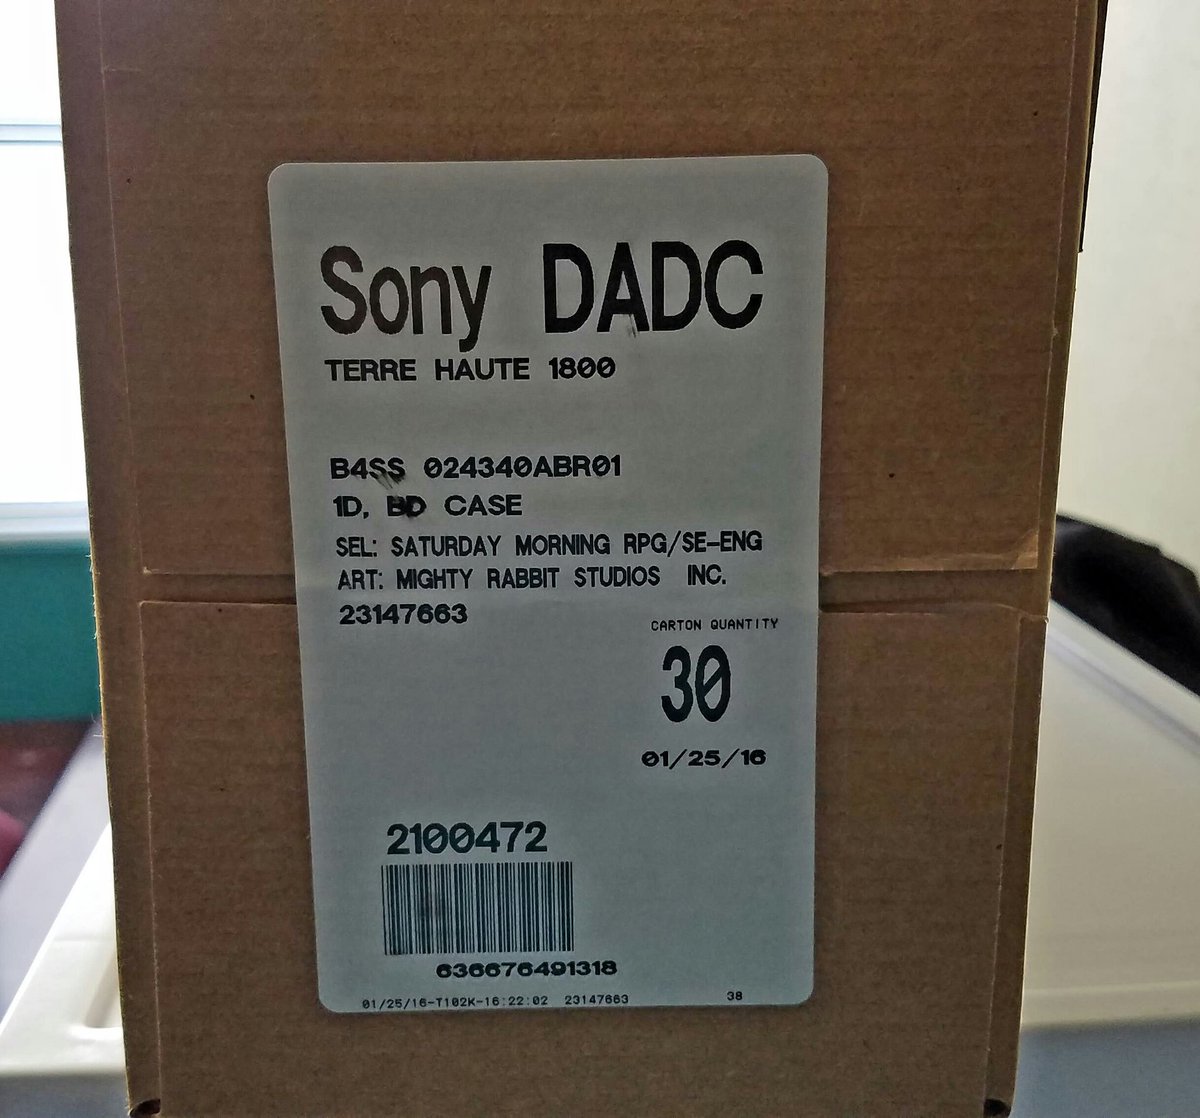 Sony DADC
TERRE HAUTE 1800
B4SS 024340ABR01
1D, BD CASE
SEL: SATURDAY MORNING RPG/SE-ENG
ART: MIGHTY RABBIT STUDIOS INC.
23147663
CARTON QUANTITY
30
01/25/16
2100472
636676491318
01/25/16-T102K-16:22:02 23147663 38